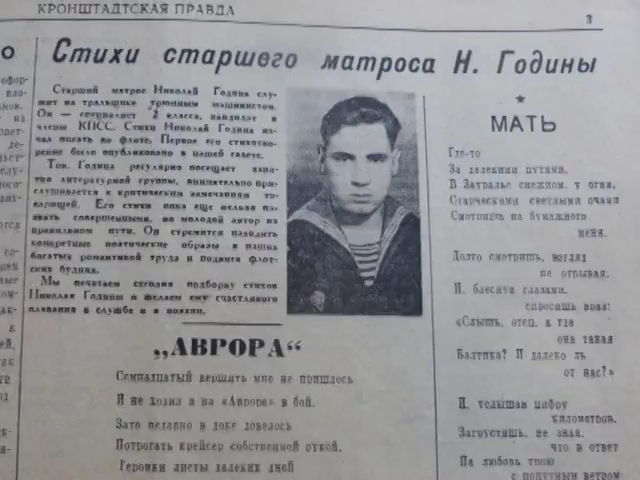 КРОНШТАДТСКАЯ ПРАВДА
3
Стихи старшего матроса Н. Годины
Старший матрос Николай Година слу-
жит на тральщике трюмным машинистом.
Он — специалист 2 класса, кандидат в
члены КПСС. Стихи Николай Година на-
чал писать на флоте. Первое его стихотво-
рение было опубликовано в нашей газете.
Тов. Година регулярно посещает заня-
тия литературной группы, внимательно при-
слушивается к критическим замечаниям то-
варищей. Его стихи пока еще нельзя на-
звать совершенными, но молодой автор на
правильном пути. Он стремится находить
конкретные поэтические образы в наших
богатых романтикой труда и подвига флот-
ских буднях.
Мы печатаем сегодня подборку стихов
Николая Годины и желаем ему счастливого
плавания в службе и в поэзии.
„АВРОРА“
Семнадцатый вершить мне не пришлось
И не ходил я на «Авроре» в бой.
Зато недавно в доке довелось
Потрогать крейсер собственной рукой.
Героики листы далеких дней
МАТЬ
Где-то
За далекими путями,
В Зауралье снежном, у огня,
Старческими светлыми очами
Смотришь на бумажного
меня.
Долго смотришь, взгляд
не отрывая.
И, блеснув глазами,
спросишь враз:
«Слышь, отец, а где
она такая
Балтика? И далеко ль
от нас?»
И, услышав цифру
километров,
Загрустишь, не зная,
что в ответ
На любовь твою
с попутным ветром